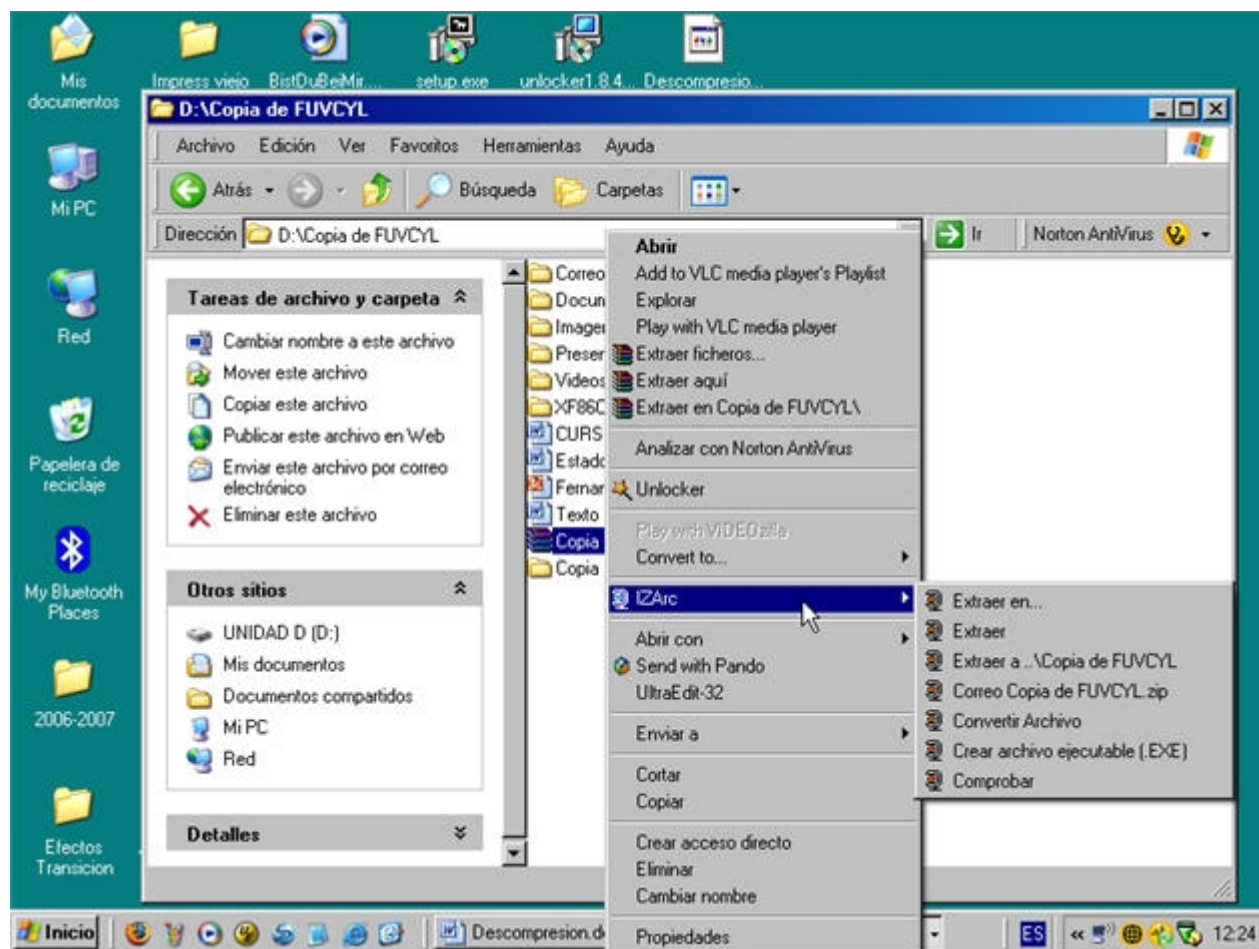 Mis documentos
Impress viejo
BistDuBeiMir....
setup.exe
unlocker1.8.4...
Descompresio...
Mi PC
Red
Papelera de reciclaje
My Bluetooth Places
2006-2007
Efectos Transicion
D:\Copia de FUVCYL
Archivo Edición Ver Favoritos Herramientas Ayuda
Atrás Búsqueda Carpetas
Dirección D:\Copia de FUVCYL Ir Norton AntiVirus
Tareas de archivo y carpeta
Cambiar nombre a este archivo
Mover este archivo
Copiar este archivo
Publicar este archivo en Web
Enviar este archivo por correo
electrónico
Eliminar este archivo
Otros sitios
UNIDAD D (D:)
Mis documentos
Documentos compartidos
Mi PC
Red
Detalles
Correo
Docun
Imager
Preser
Videos
XF86C
CURS
Estado
Fernar
Texto
Copia
Copia
Abrir
Add to VLC media player's Playlist
Explorar
Play with VLC media player
Extraer ficheros...
Extraer aquí
Extraer en Copia de FUVCYL\
Analizar con Norton AntiVirus
Unlocker
Play with ViDEOzilla
Convert to...
IZArc
Abrir con
Send with Pando
UltraEdit-32
Enviar a
Cortar
Copiar
Crear acceso directo
Eliminar
Cambiar nombre
Propiedades
Extraer en...
Extraer
Extraer a ..\Copia de FUVCYL
Correo Copia de FUVCYL.zip
Convertir Archivo
Crear archivo ejecutable (.EXE)
Comprobar
Inicio
Descompresion.d
ES
12:24